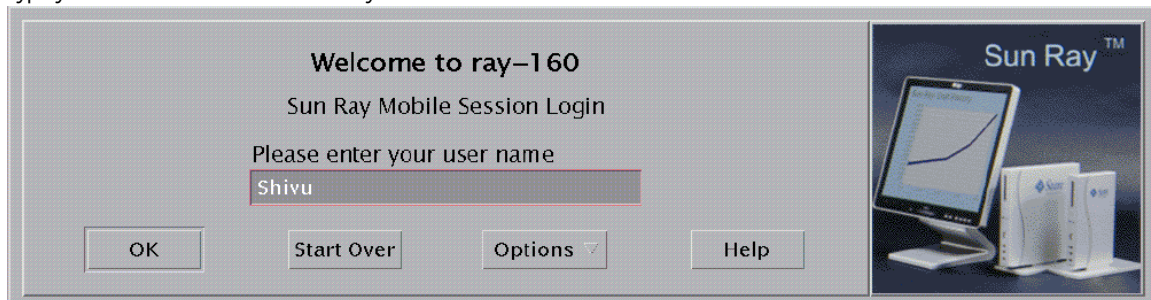 Welcome to ray–160
Sun Ray Mobile Session Login
Please enter your user name
Shivu
OK
Start Over
Options
Help
Sun Ray™